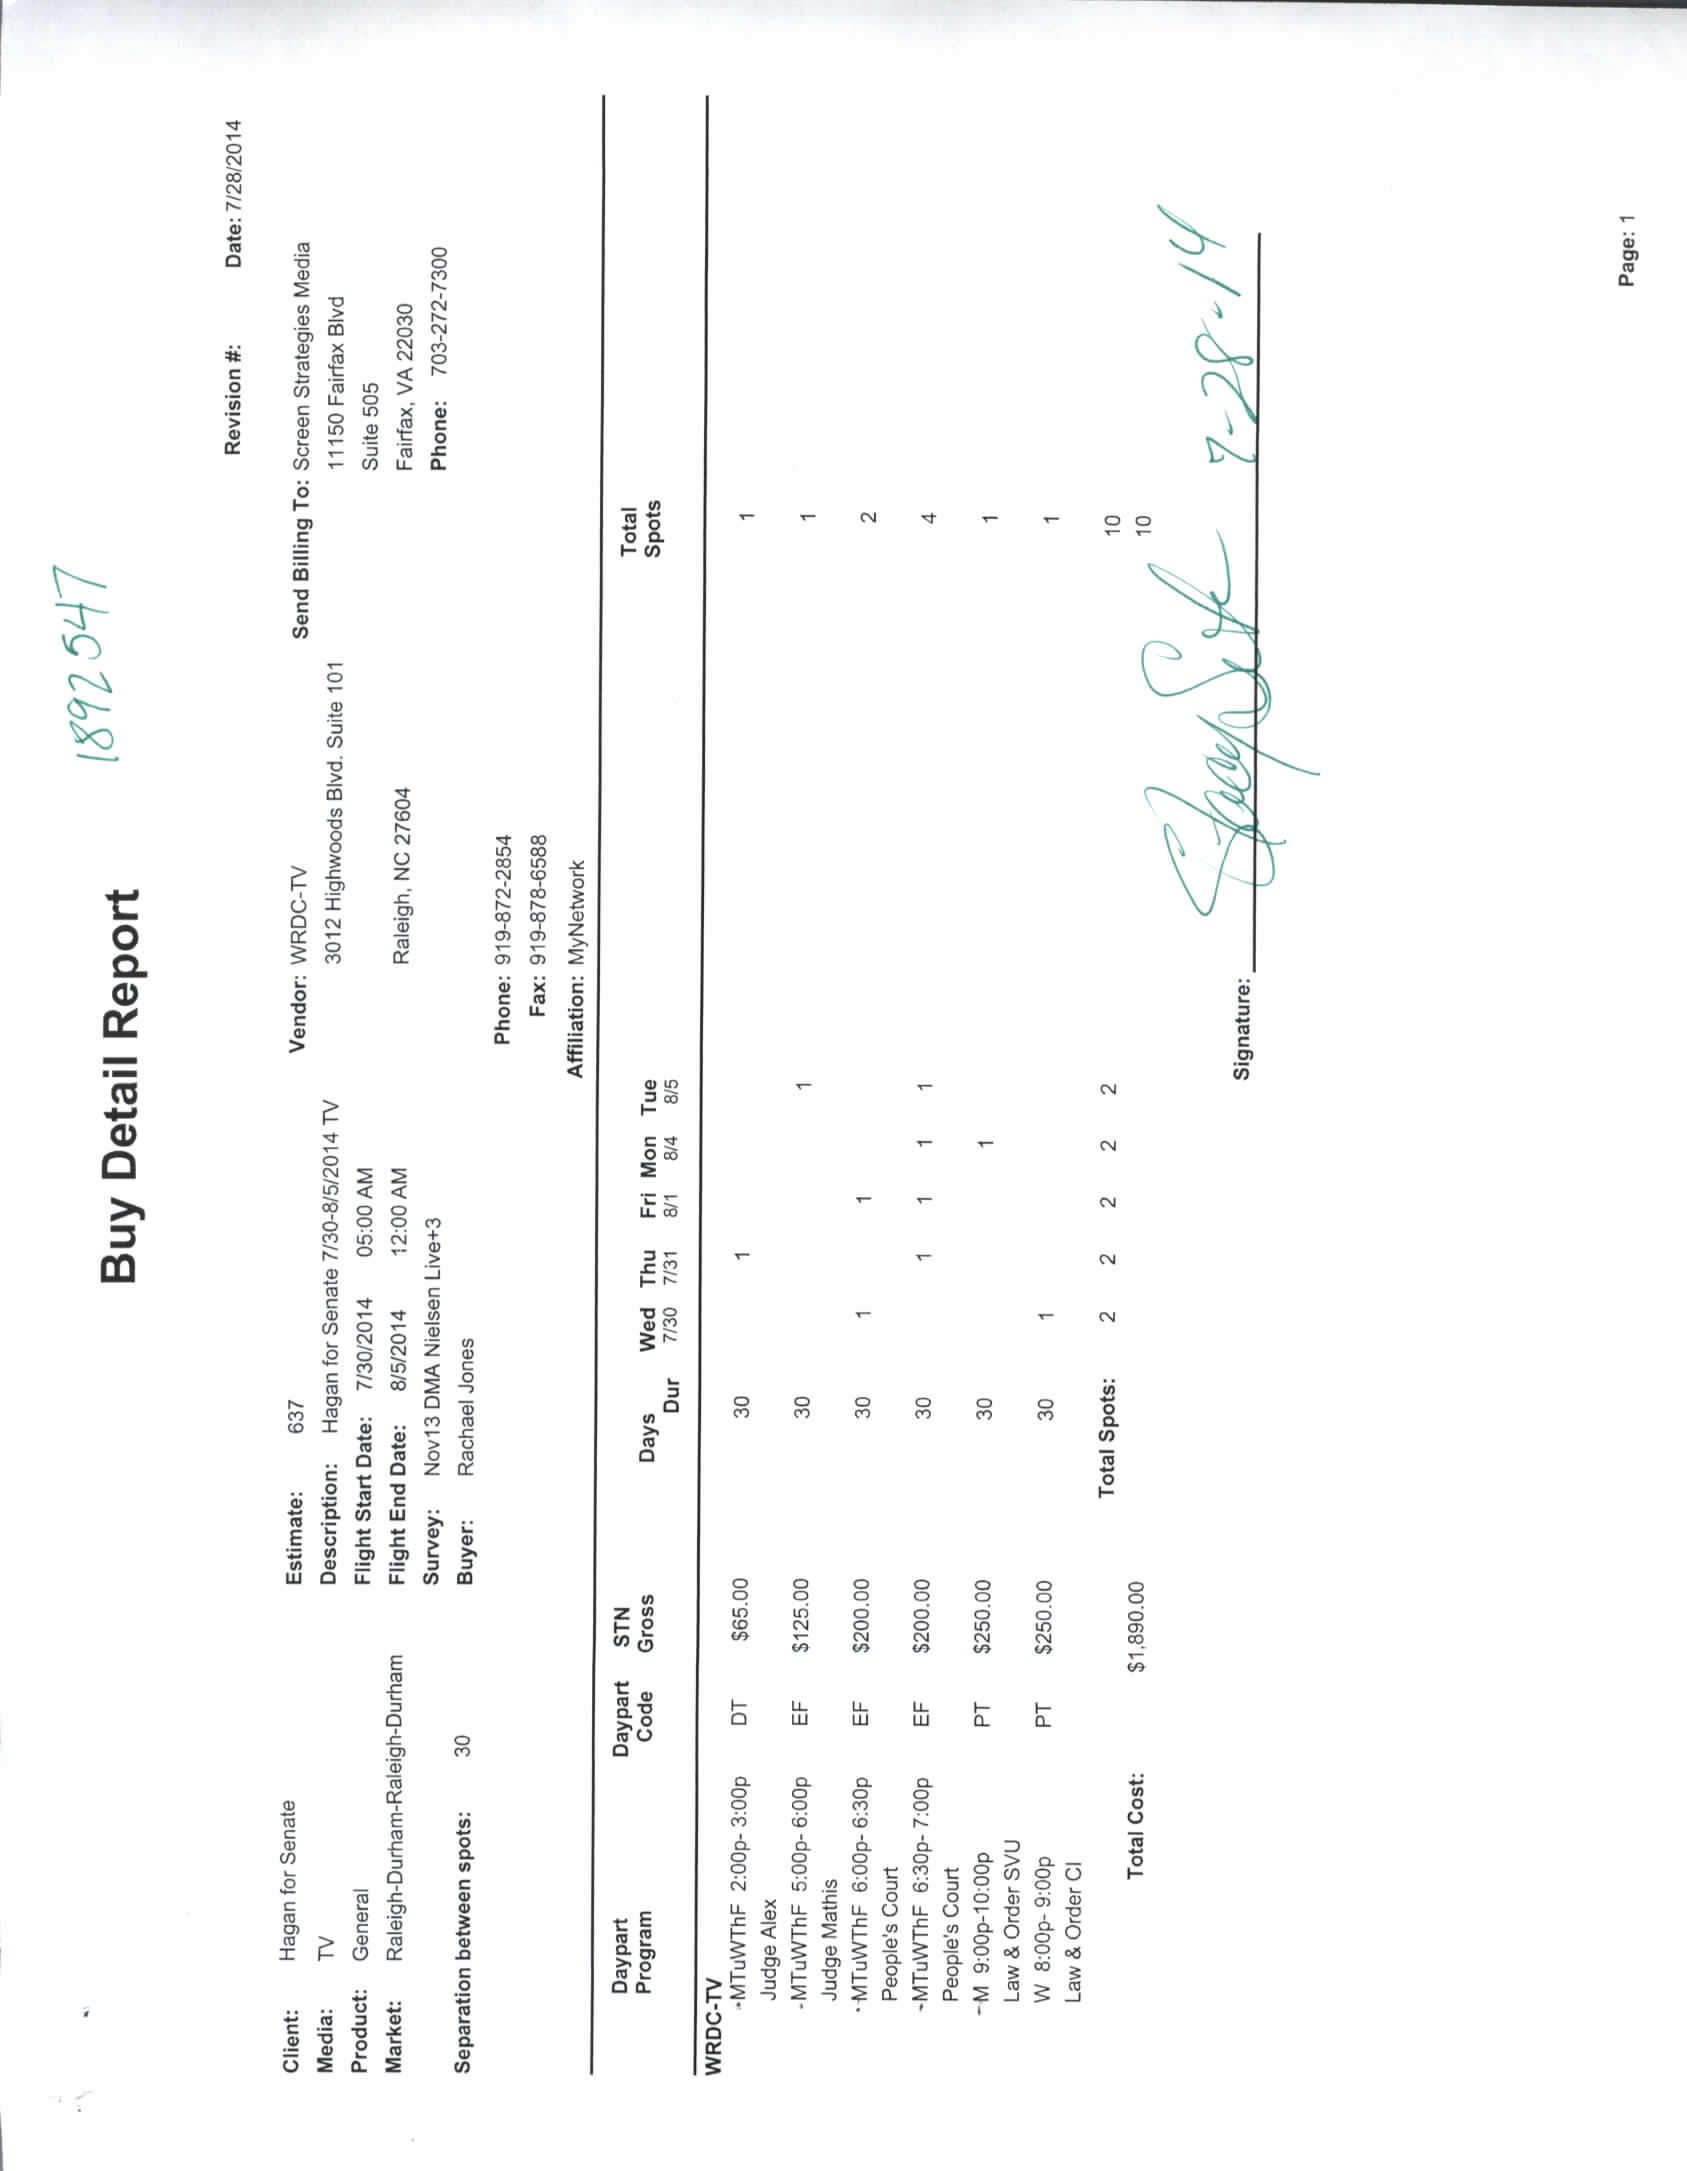 1892547
Buy Detail Report
Revision #: Date: 7/28/2014
Client: Hagan for Senate
Media: TV
Product: General
Market: Raleigh-Durham-Raleigh-Durham
Separation between spots: 30
Estimate: 637
Description: Hagan for Senate 7/30-8/5/2014 TV
Flight Start Date: 7/30/2014 05:00 AM
Flight End Date: 8/5/2014 12:00 AM
Survey: Nov13 DMA Nielsen Live+3
Buyer: Rachael Jones
Vendor: WRDC-TV
3012 Highwoods Blvd. Suite 101
Raleigh, NC 27604
Phone: 919-872-2854
Fax: 919-878-6588
Affiliation: MyNetwork
Send Billing To: Screen Strategies Media
11150 Fairfax Blvd
Suite 505
Fairfax, VA 22030
Phone: 703-272-7300
Daypart Daypart STN Total
Program Code Gross Days Wed Thu Fri Mon Tue Spots
Dur 7/30 7/31 8/1 8/4 8/5
WRDC-TV
MTuWThF 2:00p- 3:00p DT $65.00 30 1 1
Judge Alex
MTuWThF 5:00p- 6:00p EF $125.00 30 1 1
Judge Mathis
MTuWThF 6:00p- 6:30p EF $200.00 30 1 1 2
People's Court
MTuWThF 6:30p- 7:00p EF $200.00 30 1 1 1 1 4
People's Court
M 9:00p-10:00p PT $250.00 30 1 1
Law & Order SVU
W 8:00p- 9:00p PT $250.00 30 1 1
Law & Order CI
Total Spots: 2 2 2 2 2 10
Total Cost: $1,890.00 10
Signature: 7-28-14
Page: 1